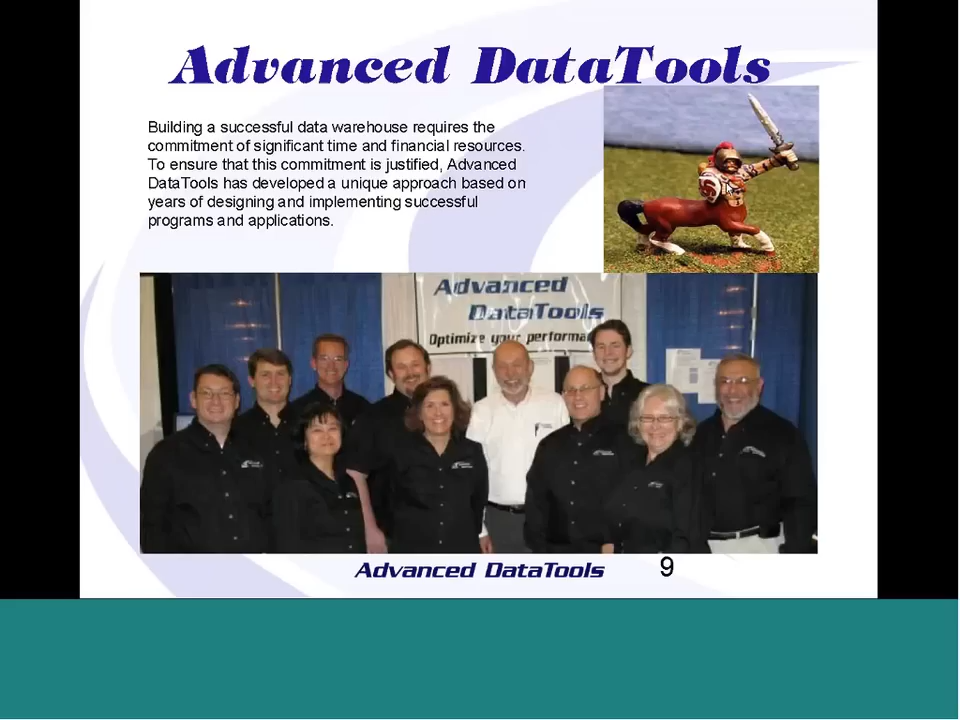 Advanced DataTools
Building a successful data warehouse requires the
commitment of significant time and financial resources.
To ensure that this commitment is justified, Advanced
DataTools has developed a unique approach based on
years of designing and implementing successful
programs and applications.
Advanced
DataTools
Optimize your performa
Advanced DataTools
9